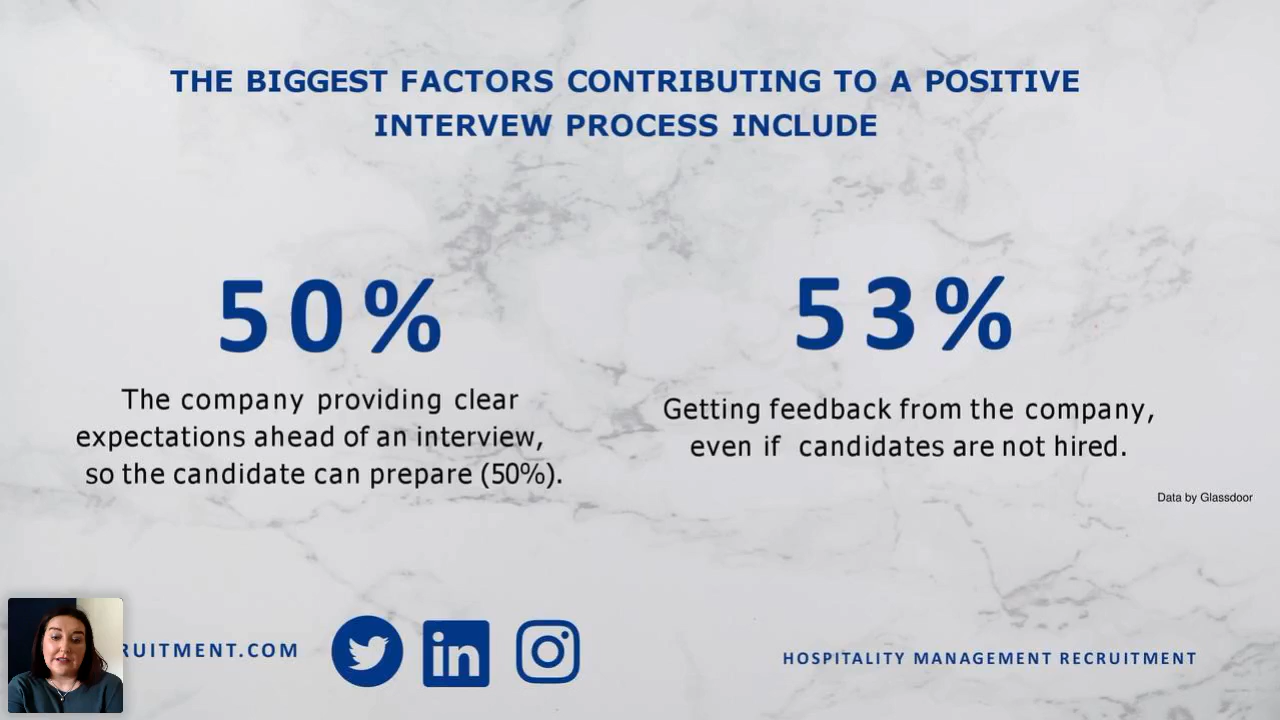 THE BIGGEST FACTORS CONTRIBUTING TO A POSITIVE
INTERVEW PROCESS INCLUDE
50%
The company providing clear
expectations ahead of an interview,
so the candidate can prepare (50%).
53%
Getting feedback from the company,
even if candidates are not hired.
Data by Glassdoor
RUITMENT.COM
in
HOSPITALITY MANAGEMENT RECRUITMENT